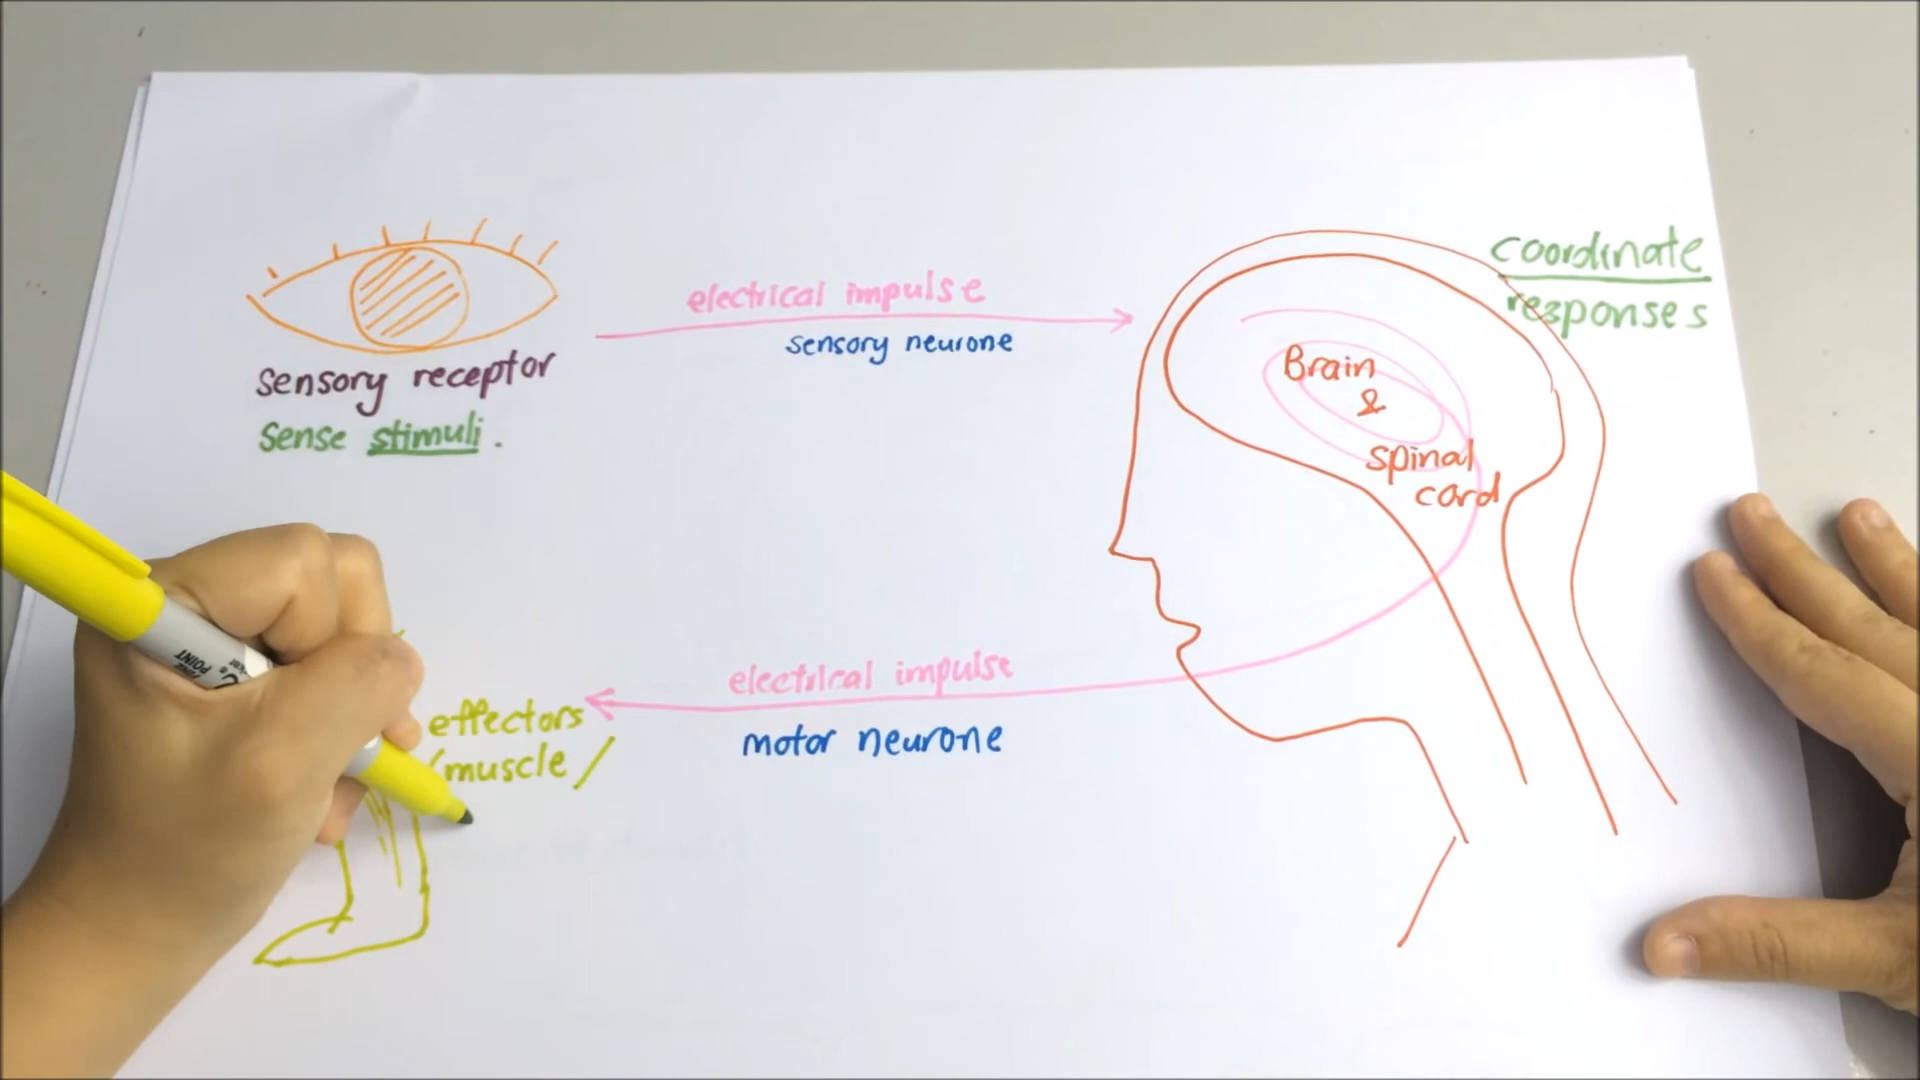 coordinate
responses
electrical impulse
sensory neurone
sensory receptor
sense stimuli.
Brain
&
spinal
cord
electrical impulse
motor neurone
effectors
(muscle/
POINT